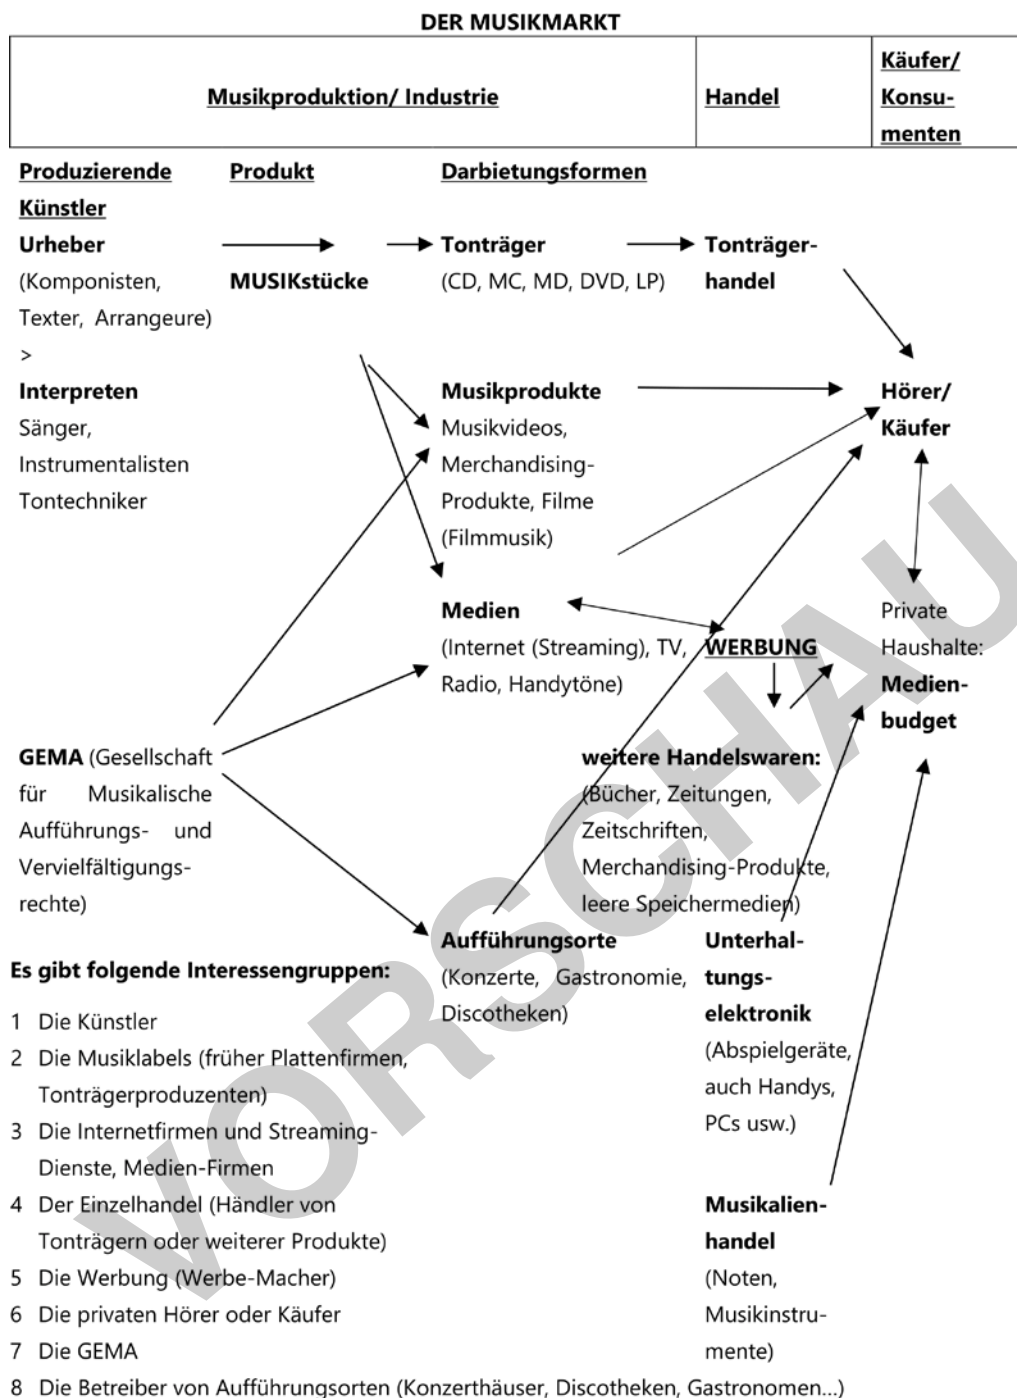 DER MUSIKMARKT
Musikproduktion/ Industrie
Handel
Käufer/
Konsu-
menten
Produzierende
Künstler
Produkt
Darbietungsformen
Urheber
(Komponisten,
Texter, Arrangeure)
>
Interpreten
Sänger,
Instrumentalisten
Tontechniker
MUSIKstücke
Tonträger
(CD, MC, MD, DVD, LP)
Tonträger-
handel
Musikprodukte
Musikvideos,
Merchandising-
Produkte, Filme
(Filmmusik)
Hörer/
Käufer
Medien
(Internet (Streaming), TV,
Radio, Handytöne)
WERBUNG
Private
Haushalte:
Medien-
budget
GEMA (Gesellschaft
für Musikalische
Aufführungs- und
Vervielfältigungs-
rechte)
weitere Handelswaren:
(Bücher, Zeitungen,
Zeitschriften,
Merchandising-Produkte,
leere Speichermedien)
Aufführungsorte
(Konzerte, Gastronomie,
Discotheken)
Unterhal-
tungs-
elektronik
(Abspielgeräte,
auch Handys,
PCs usw.)
Musikalien-
handel
(Noten,
Musikinstru-
mente)
Es gibt folgende Interessengruppen:
1 Die Künstler
2 Die Musiklabels (früher Plattenfirmen,
Tonträgerproduzenten)
3 Die Internetfirmen und Streaming-
Dienste, Medien-Firmen
4 Der Einzelhandel (Händler von
Tonträgern oder weiterer Produkte)
5 Die Werbung (Werbe-Macher)
6 Die privaten Hörer oder Käufer
7 Die GEMA
8 Die Betreiber von Aufführungsorten (Konzerthäuser, Discotheken, Gastronomen...)
VORSCHAU